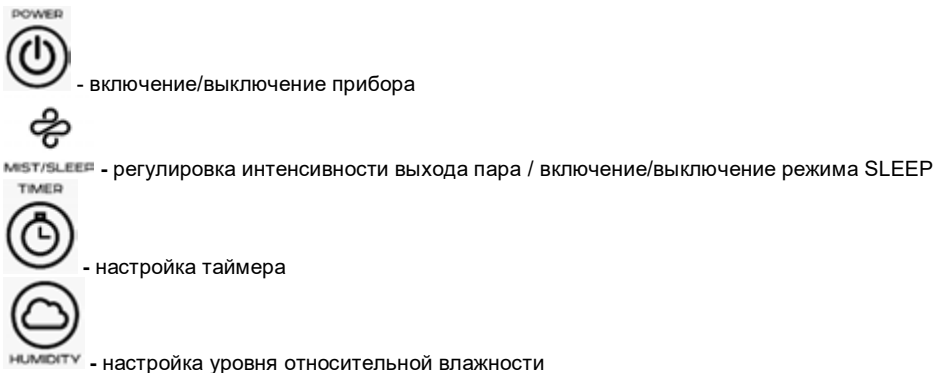 POWER
- включение/выключение прибора
MIST/SLEEP - регулировка интенсивности выхода пара / включение/выключение режима SLEEP
TIMER
- настройка таймера
HUMIDITY - настройка уровня относительной влажности